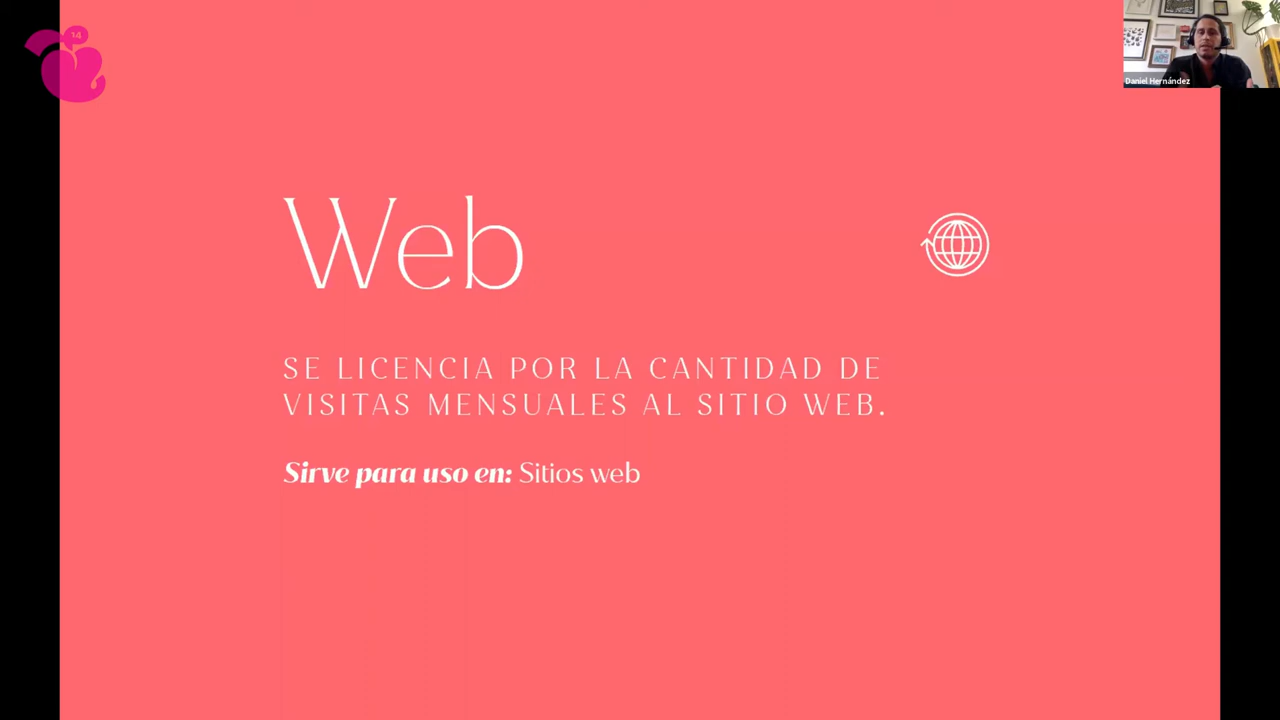 14
Daniel Hernández
Web
SE LICENCIA POR LA CANTIDAD DE
VISITAS MENSUALES AL SITIO WEB.
Sirve para uso en: Sitios web